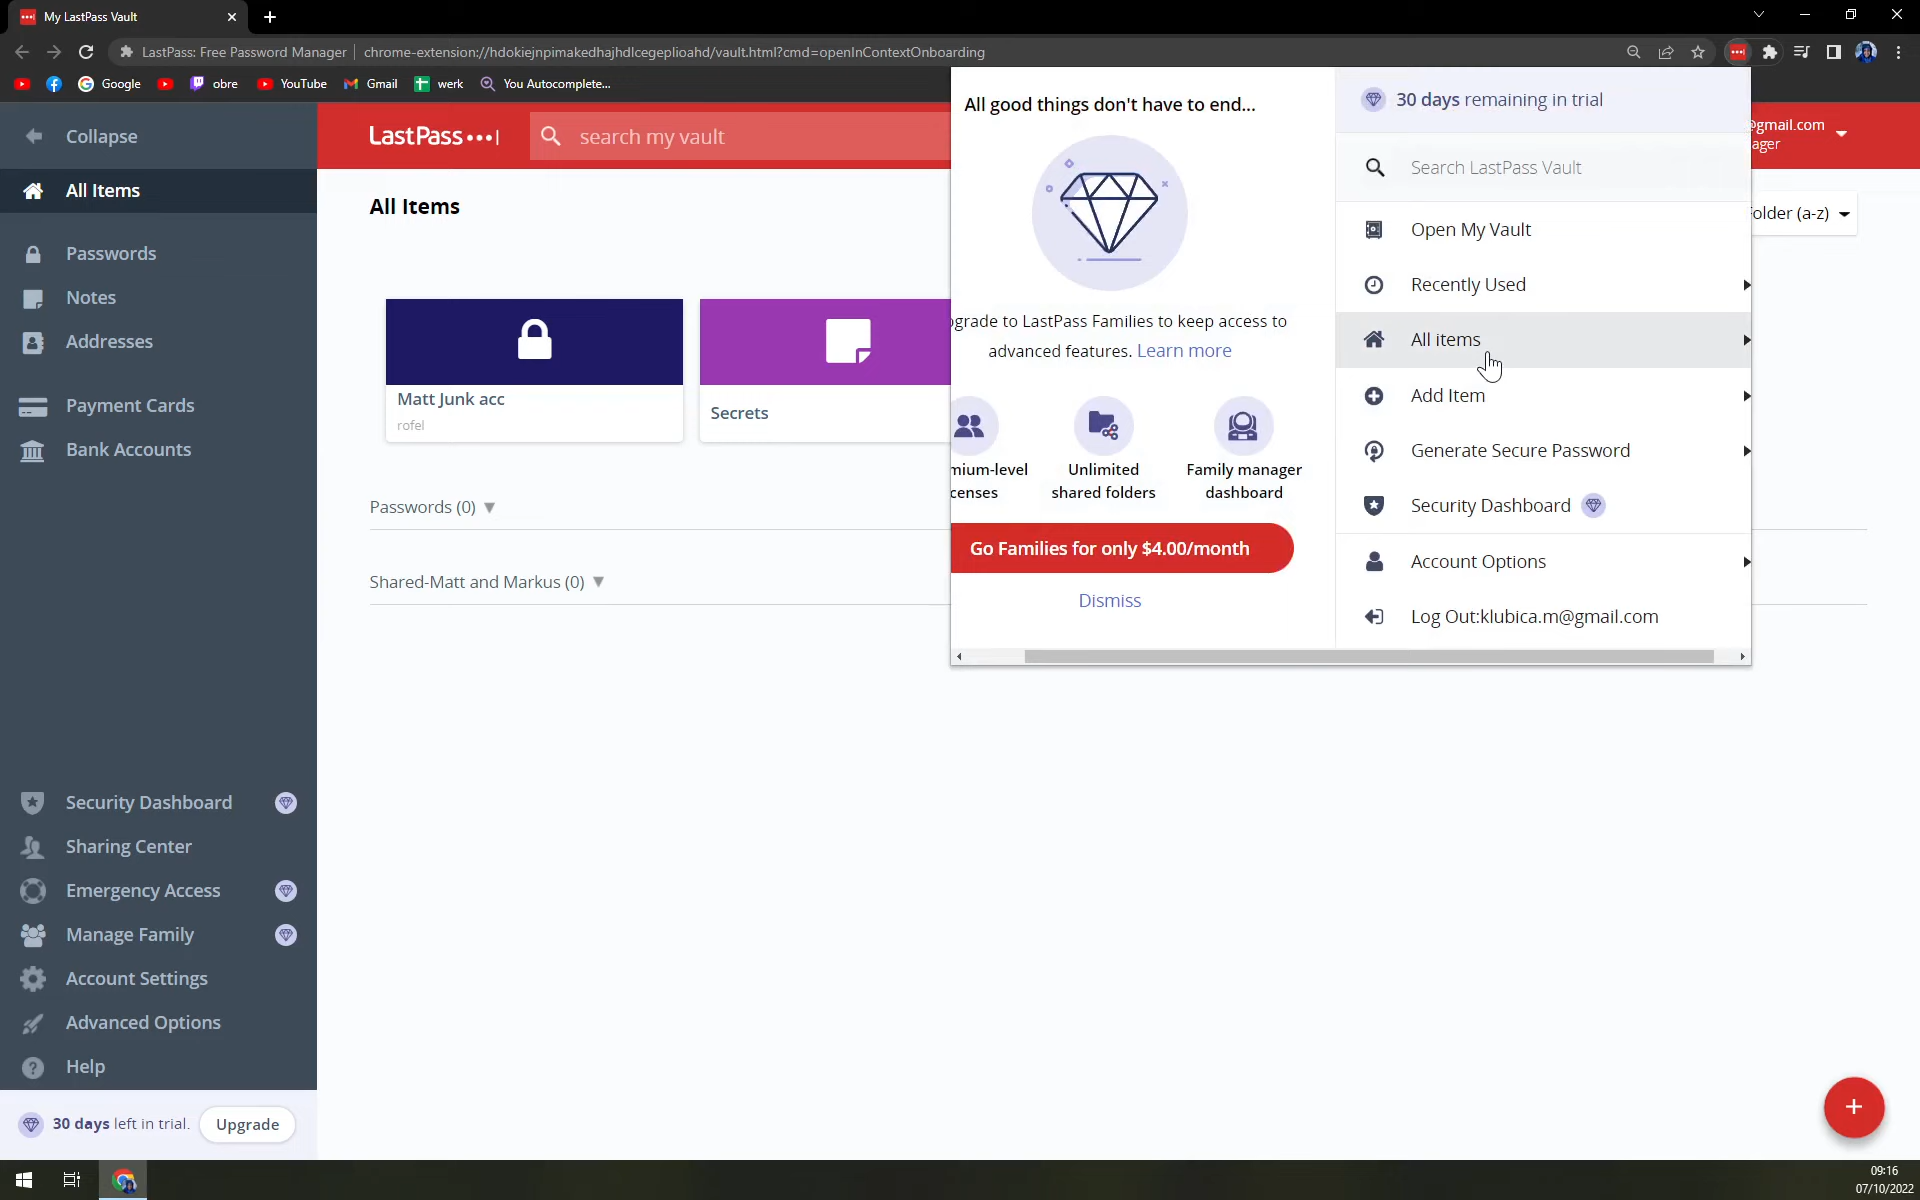 My LastPass Vault
LastPass: Free Password Manager | chrome-extension://hdokiejnpimakedhajhdlcegeplioahd/vault.html?cmd=openInContextOnboarding
Google
obre
YouTube
Gmail
werk
You Autocomplete...
Collapse
All Items
Passwords
Notes
Addresses
Payment Cards
Bank Accounts
Security Dashboard
Sharing Center
Emergency Access
Manage Family
Account Settings
Advanced Options
Help
30 days left in trial.
Upgrade
LastPass
search my vault
@gmail.com
ager
All Items
Folder (a-z)
Matt Junk acc
rofel
Secrets
Passwords (0)
Shared-Matt and Markus (0)
All good things don't have to end...
pgrade to LastPass Families to keep access to
advanced features. Learn more
mium-level
censes
Unlimited
shared folders
Family manager
dashboard
Go Families for only $4.00/month
Dismiss
30 days remaining in trial
Search LastPass Vault
Open My Vault
Recently Used
All items
Add Item
Generate Secure Password
Security Dashboard
Account Options
Log Out:klubica.m@gmail.com
09:16
07/10/2022